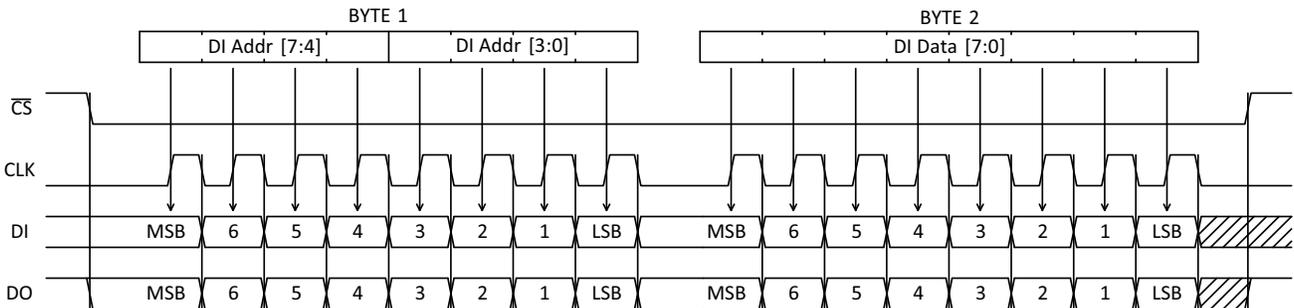 BYTE 1 BYTE 2
DI Addr [7:4] DI Addr [3:0] DI Data [7:0]
CS
CLK
DI MSB 6 5 4 3 2 1 LSB MSB 6 5 4 3 2 1 LSB
DO MSB 6 5 4 3 2 1 LSB MSB 6 5 4 3 2 1 LSB